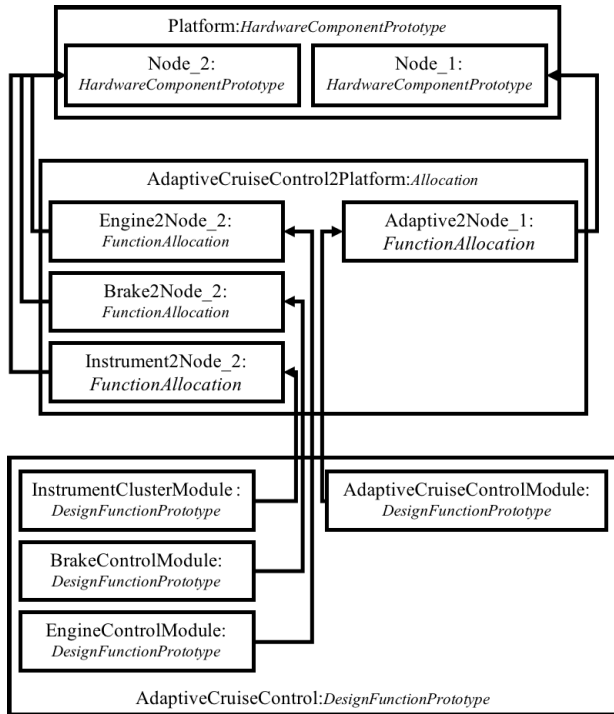 Platform:HardwareComponentPrototype
Node_2:
HardwareComponentPrototype
Node_1:
HardwareComponentPrototype
AdaptiveCruiseControl2Platform:Allocation
Engine2Node_2:
FunctionAllocation
Adaptive2Node_1:
FunctionAllocation
Brake2Node_2:
FunctionAllocation
Instrument2Node_2:
FunctionAllocation
InstrumentClusterModule :
DesignFunctionPrototype
AdaptiveCruiseControlModule:
DesignFunctionPrototype
BrakeControlModule:
DesignFunctionPrototype
EngineControlModule:
DesignFunctionPrototype
AdaptiveCruiseControl:DesignFunctionPrototype